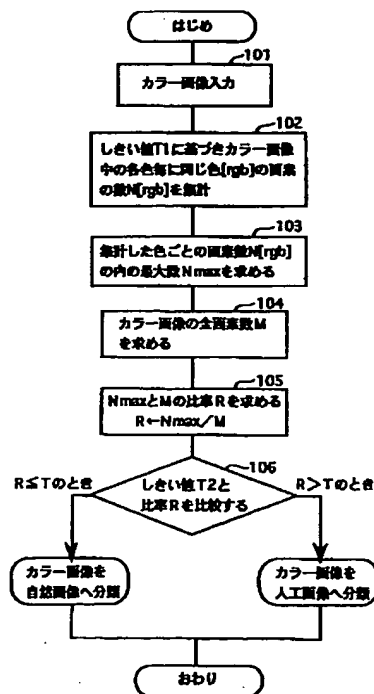 はじめ
101
カラー画像入力
102
しきい値T1に基づきカラー画像
中の各色毎に同じ色[rgb]の画素
の数N[rgb]を集計
103
集計した色ごとの画素数N[rgb]
の内の最大数Nmaxを求める
104
カラー画像の全画素数M
を求める
105
NmaxとMの比率Rを求める
R←Nmax／M
106
R≦Tのとき
しきい値T2と
比率Rを比較する
R＞Tのとき
カラー画像を
自然画像へ分類
カラー画像を
人工画像へ分類
おわり